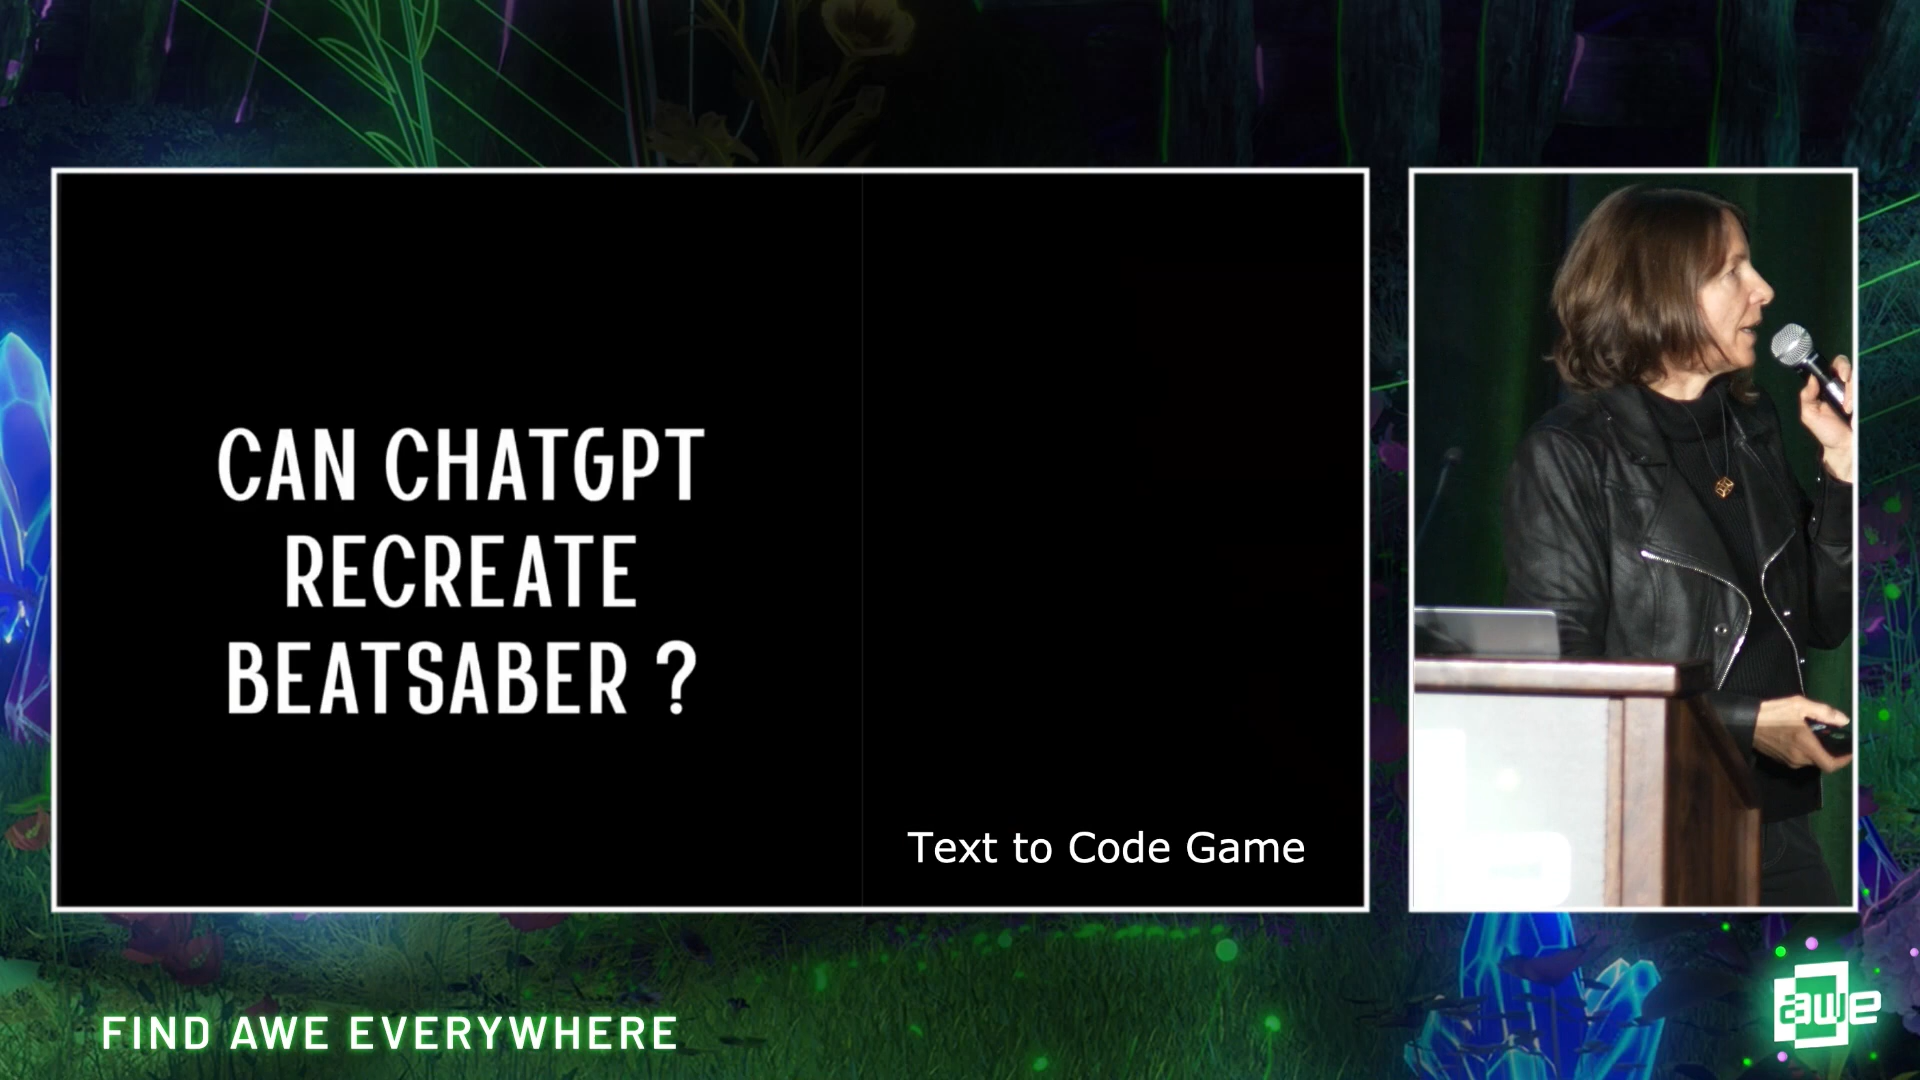 CAN CHATGPT
RECREATE
BEATSABER ?
Text to Code Game
FIND AWE EVERYWHERE
awe